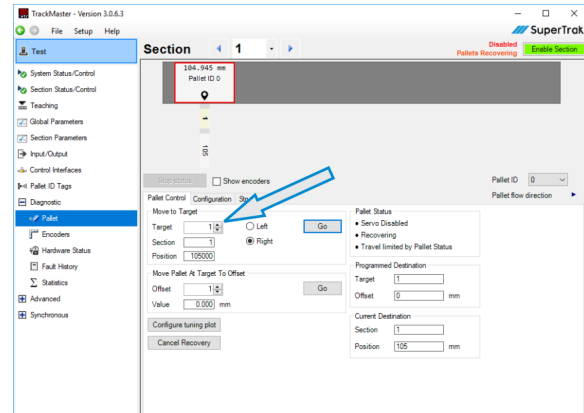 TrackMaster - Version 3.0.6.3
File Setup Help
SuperTrak
Test
Section 1
Disabled
Pallets Recovering
Enable Section
System Status/Control
Section Status/Control
Teaching
Global Parameters
Section Parameters
Input/Output
Control Interfaces
Pallet ID Tags
Diagnostic
Pallet
Encoders
Hardware Status
Fault History
Statistics
Advanced
Synchronous
104.945 mm
Pallet ID 0
1
105
Show encoders
Pallet ID 0
Pallet flow direction
Pallet Control Configuration
Move to Target
Target 1 Left Go
Section 1 Right
Position 105000
Move Pallet At Target To Offset
Offset 1 Go
Value 0.000 mm
Configure tuning plot
Cancel Recovery
Pallet Status
• Servo Disabled
• Recovering
• Travel limited by Pallet Status
Programmed Destination
Target 1
Offset 0 mm
Current Destination
Section 1
Position 105 mm